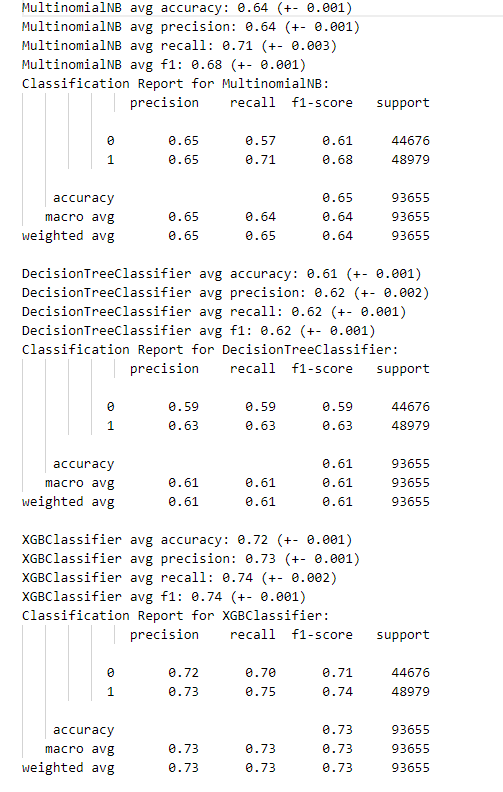 MultinomialNB avg accuracy: 0.64 (+- 0.001)
MultinomialNB avg precision: 0.64 (+- 0.001)
MultinomialNB avg recall: 0.71 (+- 0.003)
MultinomialNB avg f1: 0.68 (+- 0.001)
Classification Report for MultinomialNB:
precision recall f1-score support
0 0.65 0.57 0.61 44676
1 0.65 0.71 0.68 48979
accuracy 0.65 93655
macro avg 0.65 0.64 0.64 93655
weighted avg 0.65 0.65 0.64 93655
DecisionTreeClassifier avg accuracy: 0.61 (+- 0.001)
DecisionTreeClassifier avg precision: 0.62 (+- 0.002)
DecisionTreeClassifier avg recall: 0.62 (+- 0.001)
DecisionTreeClassifier avg f1: 0.62 (+- 0.001)
Classification Report for DecisionTreeClassifier:
precision recall f1-score support
0 0.59 0.59 0.59 44676
1 0.63 0.63 0.63 48979
accuracy 0.61 93655
macro avg 0.61 0.61 0.61 93655
weighted avg 0.61 0.61 0.61 93655
XGBClassifier avg accuracy: 0.72 (+- 0.001)
XGBClassifier avg precision: 0.73 (+- 0.001)
XGBClassifier avg recall: 0.74 (+- 0.002)
XGBClassifier avg f1: 0.74 (+- 0.001)
Classification Report for XGBClassifier:
precision recall f1-score support
0 0.72 0.70 0.71 44676
1 0.73 0.75 0.74 48979
accuracy 0.73 93655
macro avg 0.73 0.73 0.73 93655
weighted avg 0.73 0.73 0.73 93655